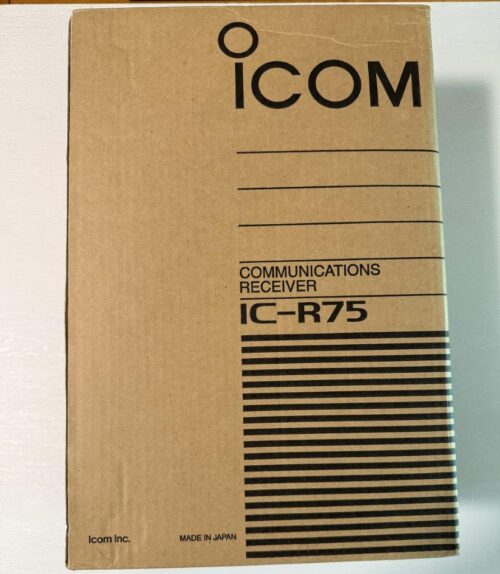 ICOM
COMMUNICATIONS
RECEIVER
IC-R75
Icom Inc.
MADE IN JAPAN